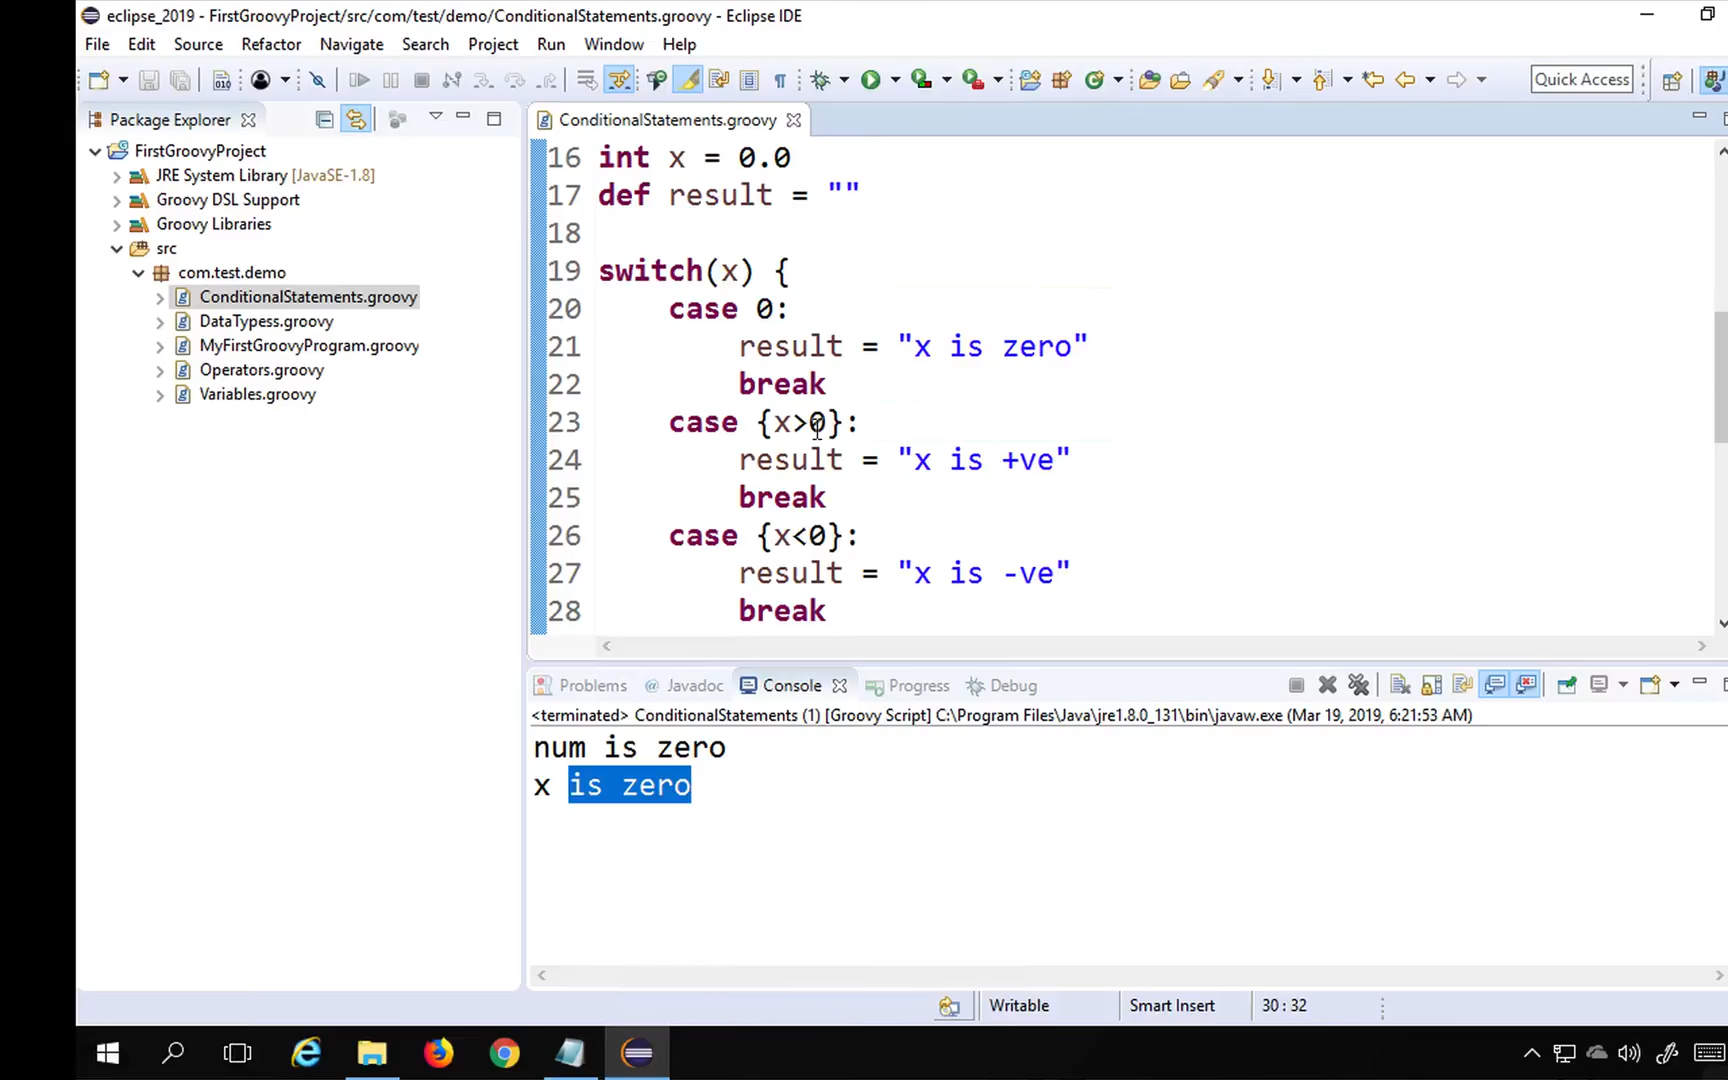 eclipse_2019 - FirstGroovyProject/src/com/test/demo/ConditionalStatements.groovy - Eclipse IDE
File Edit Source Refactor Navigate Search Project Run Window Help
Quick Access
Package Explorer
ConditionalStatements.groovy
FirstGroovyProject
JRE System Library [JavaSE-1.8]
Groovy DSL Support
Groovy Libraries
src
com.test.demo
ConditionalStatements.groovy
DataTypess.groovy
MyFirstGroovyProgram.groovy
Operators.groovy
Variables.groovy
16 int x = 0.0
17 def result = ""
18
19 switch(x) {
20 case 0:
21 result = "x is zero"
22 break
23 case {x>0}:
24 result = "x is +ve"
25 break
26 case {x<0}:
27 result = "x is -ve"
28 break
Problems @ Javadoc Console Progress Debug
<terminated> ConditionalStatements (1) [Groovy Script] C:\Program Files\Java\jre1.8.0_131\bin\javaw.exe (Mar 19, 2019, 6:21:53 AM)
num is zero
x is zero
Writable Smart Insert 30 : 32